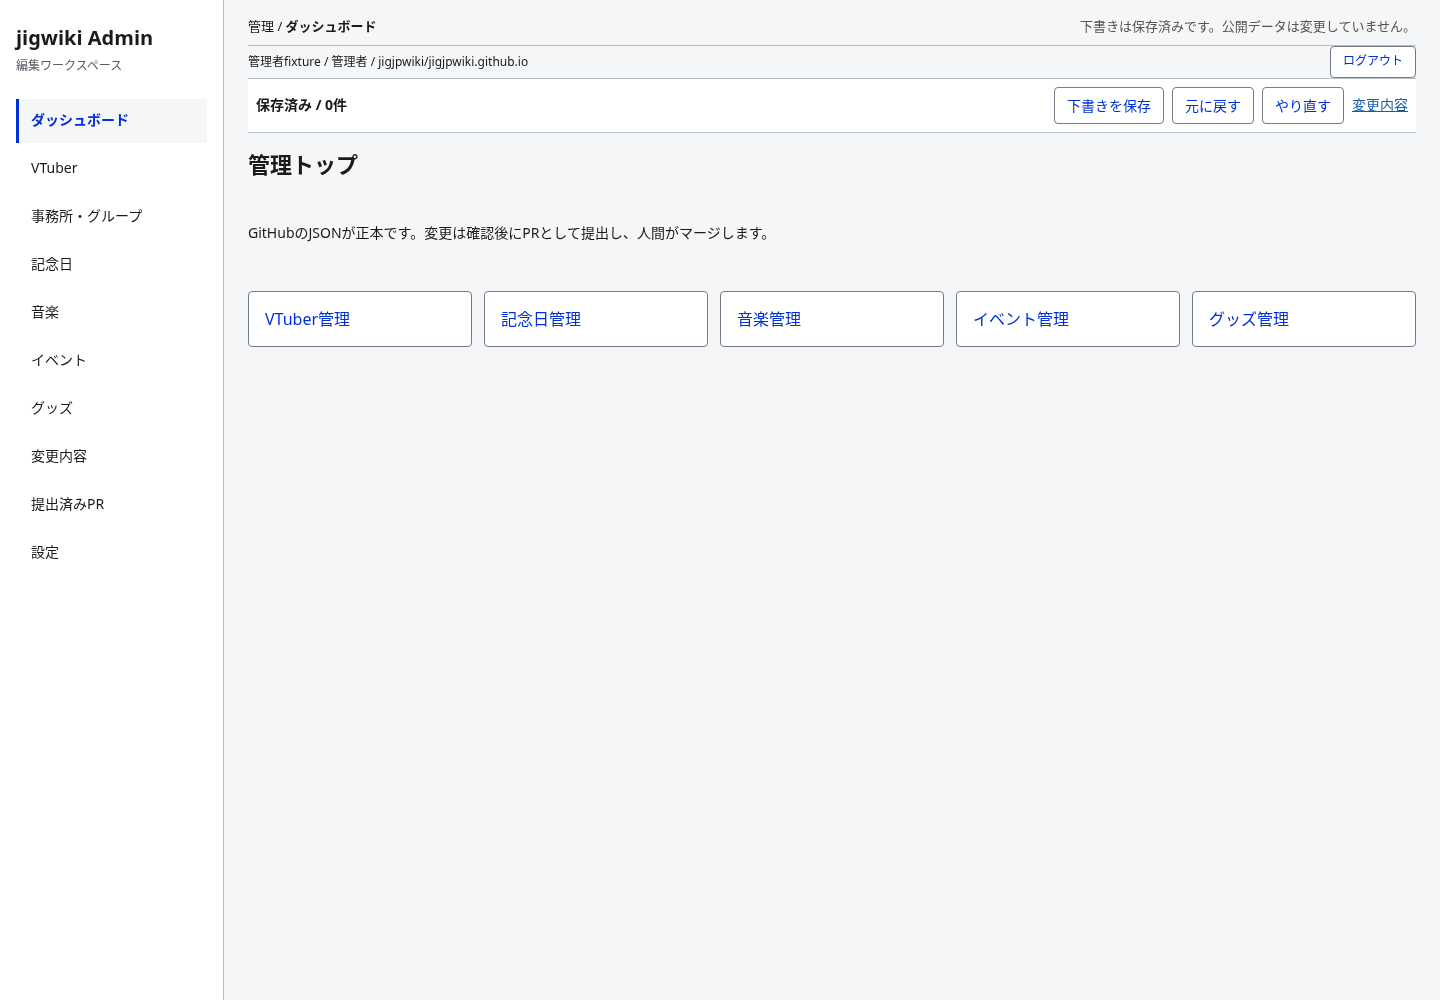 jigwiki Admin
編集ワークスペース
ダッシュボード
VTuber
事務所・グループ
記念日
音楽
イベント
グッズ
変更内容
提出済みPR
設定
管理 / ダッシュボード
下書きは保存済みです。公開データは変更していません。
管理者fixture / 管理者 / jigjpwiki/jigjpwiki.github.io
ログアウト
保存済み / 0件
下書きを保存
元に戻す
やり直す
変更内容
管理トップ
GitHubのJSONが正本です。変更は確認後にPRとして提出し、人間がマージします。
VTuber管理
記念日管理
音楽管理
イベント管理
グッズ管理